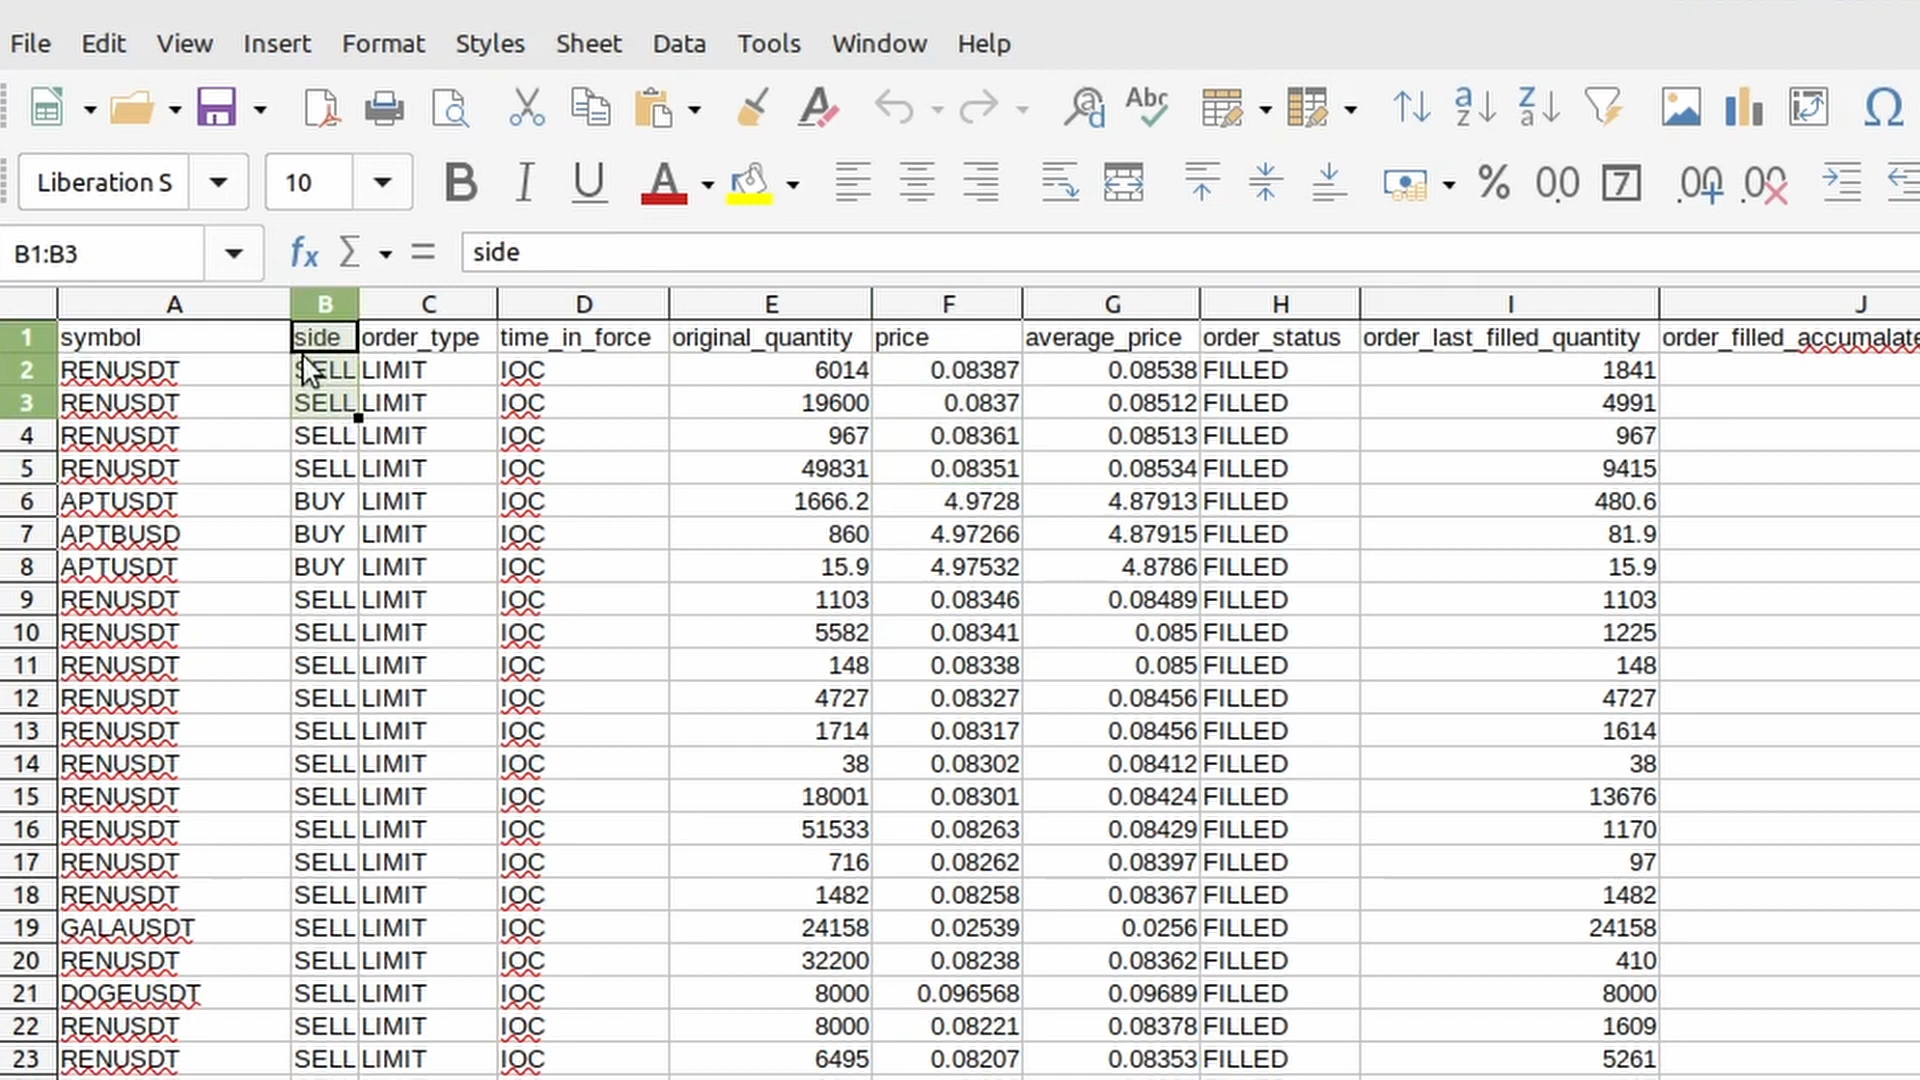 File Edit View Insert Format Styles Sheet Data Tools Window Help
Liberation S 10
B1:B3 side
A B C D E F G H I J
1 symbol side order_type time_in_force original_quantity price average_price order_status order_last_filled_quantity order_filled_accumalate
2 RENUSDT SELL LIMIT IOC 6014 0.08387 0.08538 FILLED 1841
3 RENUSDT SELL LIMIT IOC 19600 0.0837 0.08512 FILLED 4991
4 RENUSDT SELL LIMIT IOC 967 0.08361 0.08513 FILLED 967
5 RENUSDT SELL LIMIT IOC 49831 0.08351 0.08534 FILLED 9415
6 APTUSDT BUY LIMIT IOC 1666.2 4.9728 4.87913 FILLED 480.6
7 APTBUSD BUY LIMIT IOC 860 4.97266 4.87915 FILLED 81.9
8 APTUSDT BUY LIMIT IOC 15.9 4.97532 4.8786 FILLED 15.9
9 RENUSDT SELL LIMIT IOC 1103 0.08346 0.08489 FILLED 1103
10 RENUSDT SELL LIMIT IOC 5582 0.08341 0.085 FILLED 1225
11 RENUSDT SELL LIMIT IOC 148 0.08338 0.085 FILLED 148
12 RENUSDT SELL LIMIT IOC 4727 0.08327 0.08456 FILLED 4727
13 RENUSDT SELL LIMIT IOC 1714 0.08317 0.08456 FILLED 1614
14 RENUSDT SELL LIMIT IOC 38 0.08302 0.08412 FILLED 38
15 RENUSDT SELL LIMIT IOC 18001 0.08301 0.08424 FILLED 13676
16 RENUSDT SELL LIMIT IOC 51533 0.08263 0.08429 FILLED 1170
17 RENUSDT SELL LIMIT IOC 716 0.08262 0.08397 FILLED 97
18 RENUSDT SELL LIMIT IOC 1482 0.08258 0.08367 FILLED 1482
19 GALAUSDT SELL LIMIT IOC 24158 0.02539 0.0256 FILLED 24158
20 RENUSDT SELL LIMIT IOC 32200 0.08238 0.08362 FILLED 410
21 DOGEUSDT SELL LIMIT IOC 8000 0.096568 0.09689 FILLED 8000
22 RENUSDT SELL LIMIT IOC 8000 0.08221 0.08378 FILLED 1609
23 RENUSDT SELL LIMIT IOC 6495 0.08207 0.08353 FILLED 5261